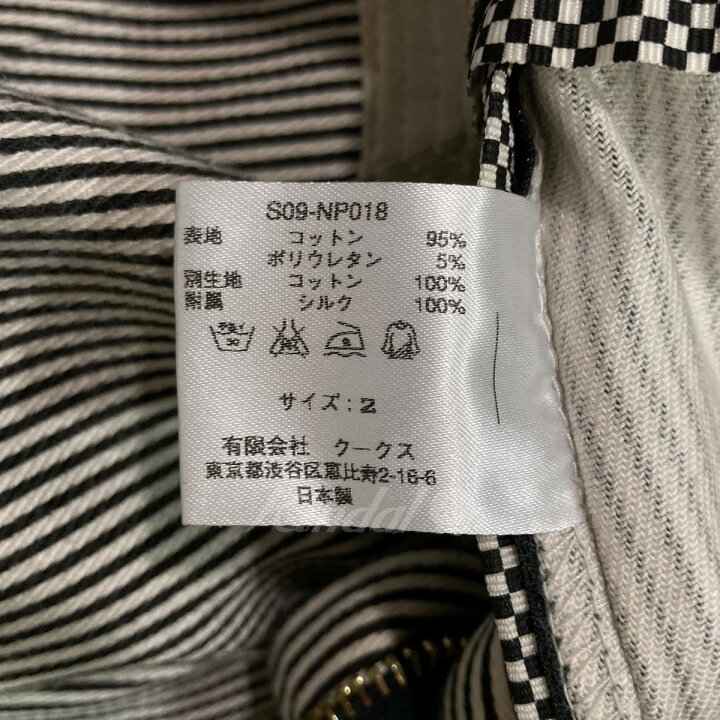 S09-NP018
表地 コットン 95%
ポリウレタン 5%
別生地 コットン 100%
附属 シルク 100%
サイズ：2
有限会社 クークス
東京都渋谷区恵比寿2-16-6
日本製